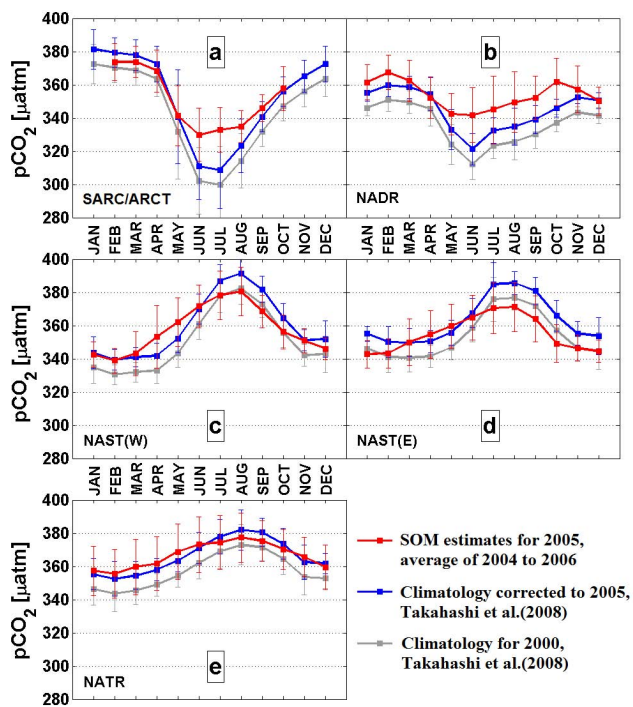 400
380
360
340
320
300
280
pCO2 [µatm]
a
SARC/ARCT
b
NADR
JAN
FEB
MAR
APR
MAY
JUN
JUL
AUG
SEP
OCT
NOV
DEC
JAN
FEB
MAR
APR
MAY
JUN
JUL
AUG
SEP
OCT
NOV
DEC
400
380
360
340
320
300
280
pCO2 [µatm]
c
NAST(W)
d
NAST(E)
JAN
FEB
MAR
APR
MAY
JUN
JUL
AUG
SEP
OCT
NOV
DEC
JAN
FEB
MAR
APR
MAY
JUN
JUL
AUG
SEP
OCT
NOV
DEC
400
380
360
340
320
300
280
pCO2 [µatm]
e
NATR
JAN
FEB
MAR
APR
MAY
JUN
JUL
AUG
SEP
OCT
NOV
DEC
SOM estimates for 2005,
average of 2004 to 2006
Climatology corrected to 2005,
Takahashi et al.(2008)
Climatology for 2000,
Takahashi et al.(2008)